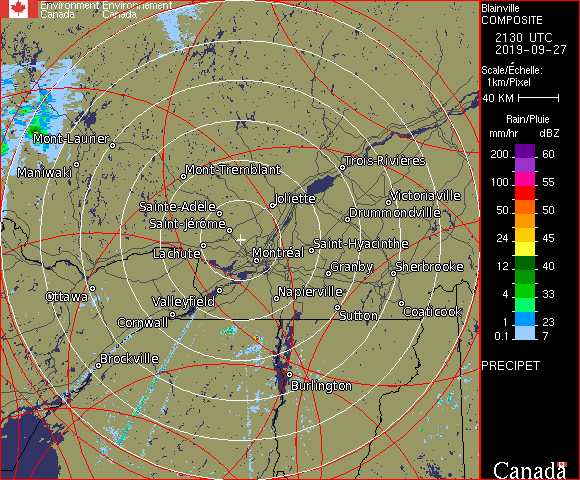 Environment Environnement
Canada Canada
Blainville
COMPOSITE
2130 UTC
2019-09-27
Scale/Échelle:
1km/Pixel
40 KM
Rain/Pluie
mm/hr dBZ
200 60
100 55
50 50
24 45
12 40
4 33
1 23
0.1 7
PRECIPET
Canada
Mont-Laurier
Maniwaki
Mont-Tremblant
Trois-Rivières
Joliette
Victoriaville
Sainte-Adèle
Drummondville
Saint-Jérôme
Lachute
Montréal
Saint-Hyacinthe
Granby
Sherbrooke
Ottawa
Valleyfield
Napierville
Cornwall
Sutton
Coaticook
Brockville
Burlington